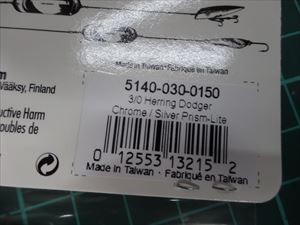 Made in Taiwan · Fabriqué en Taiwan
Vääksy, Finland
5140-030-0150
3/0 Herring Dodger
Chrome / Silver Prism-Lite
ctive Harm
oubles de
0 12553 13215 2
Made in Taiwan · Fabriqué en Taiwan